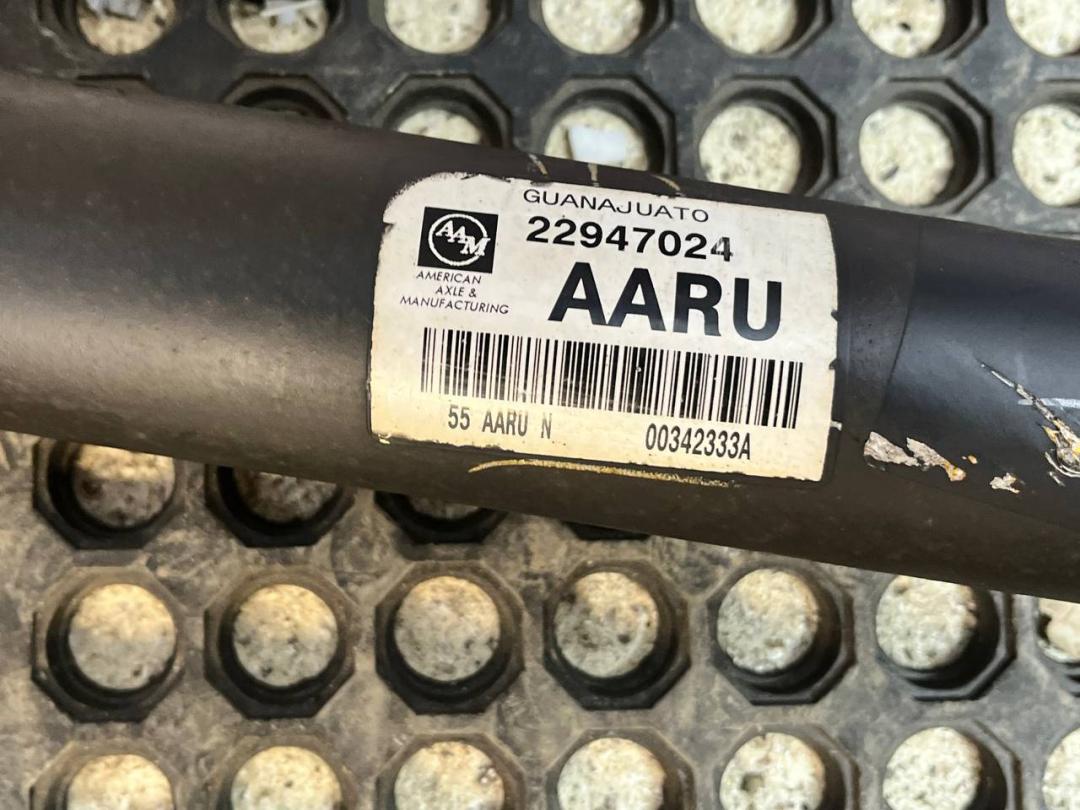 GUANAJUATO
22947024
AAM
AMERICAN
AXLE &
MANUFACTURING
AARU
55 AARU N
00342333A